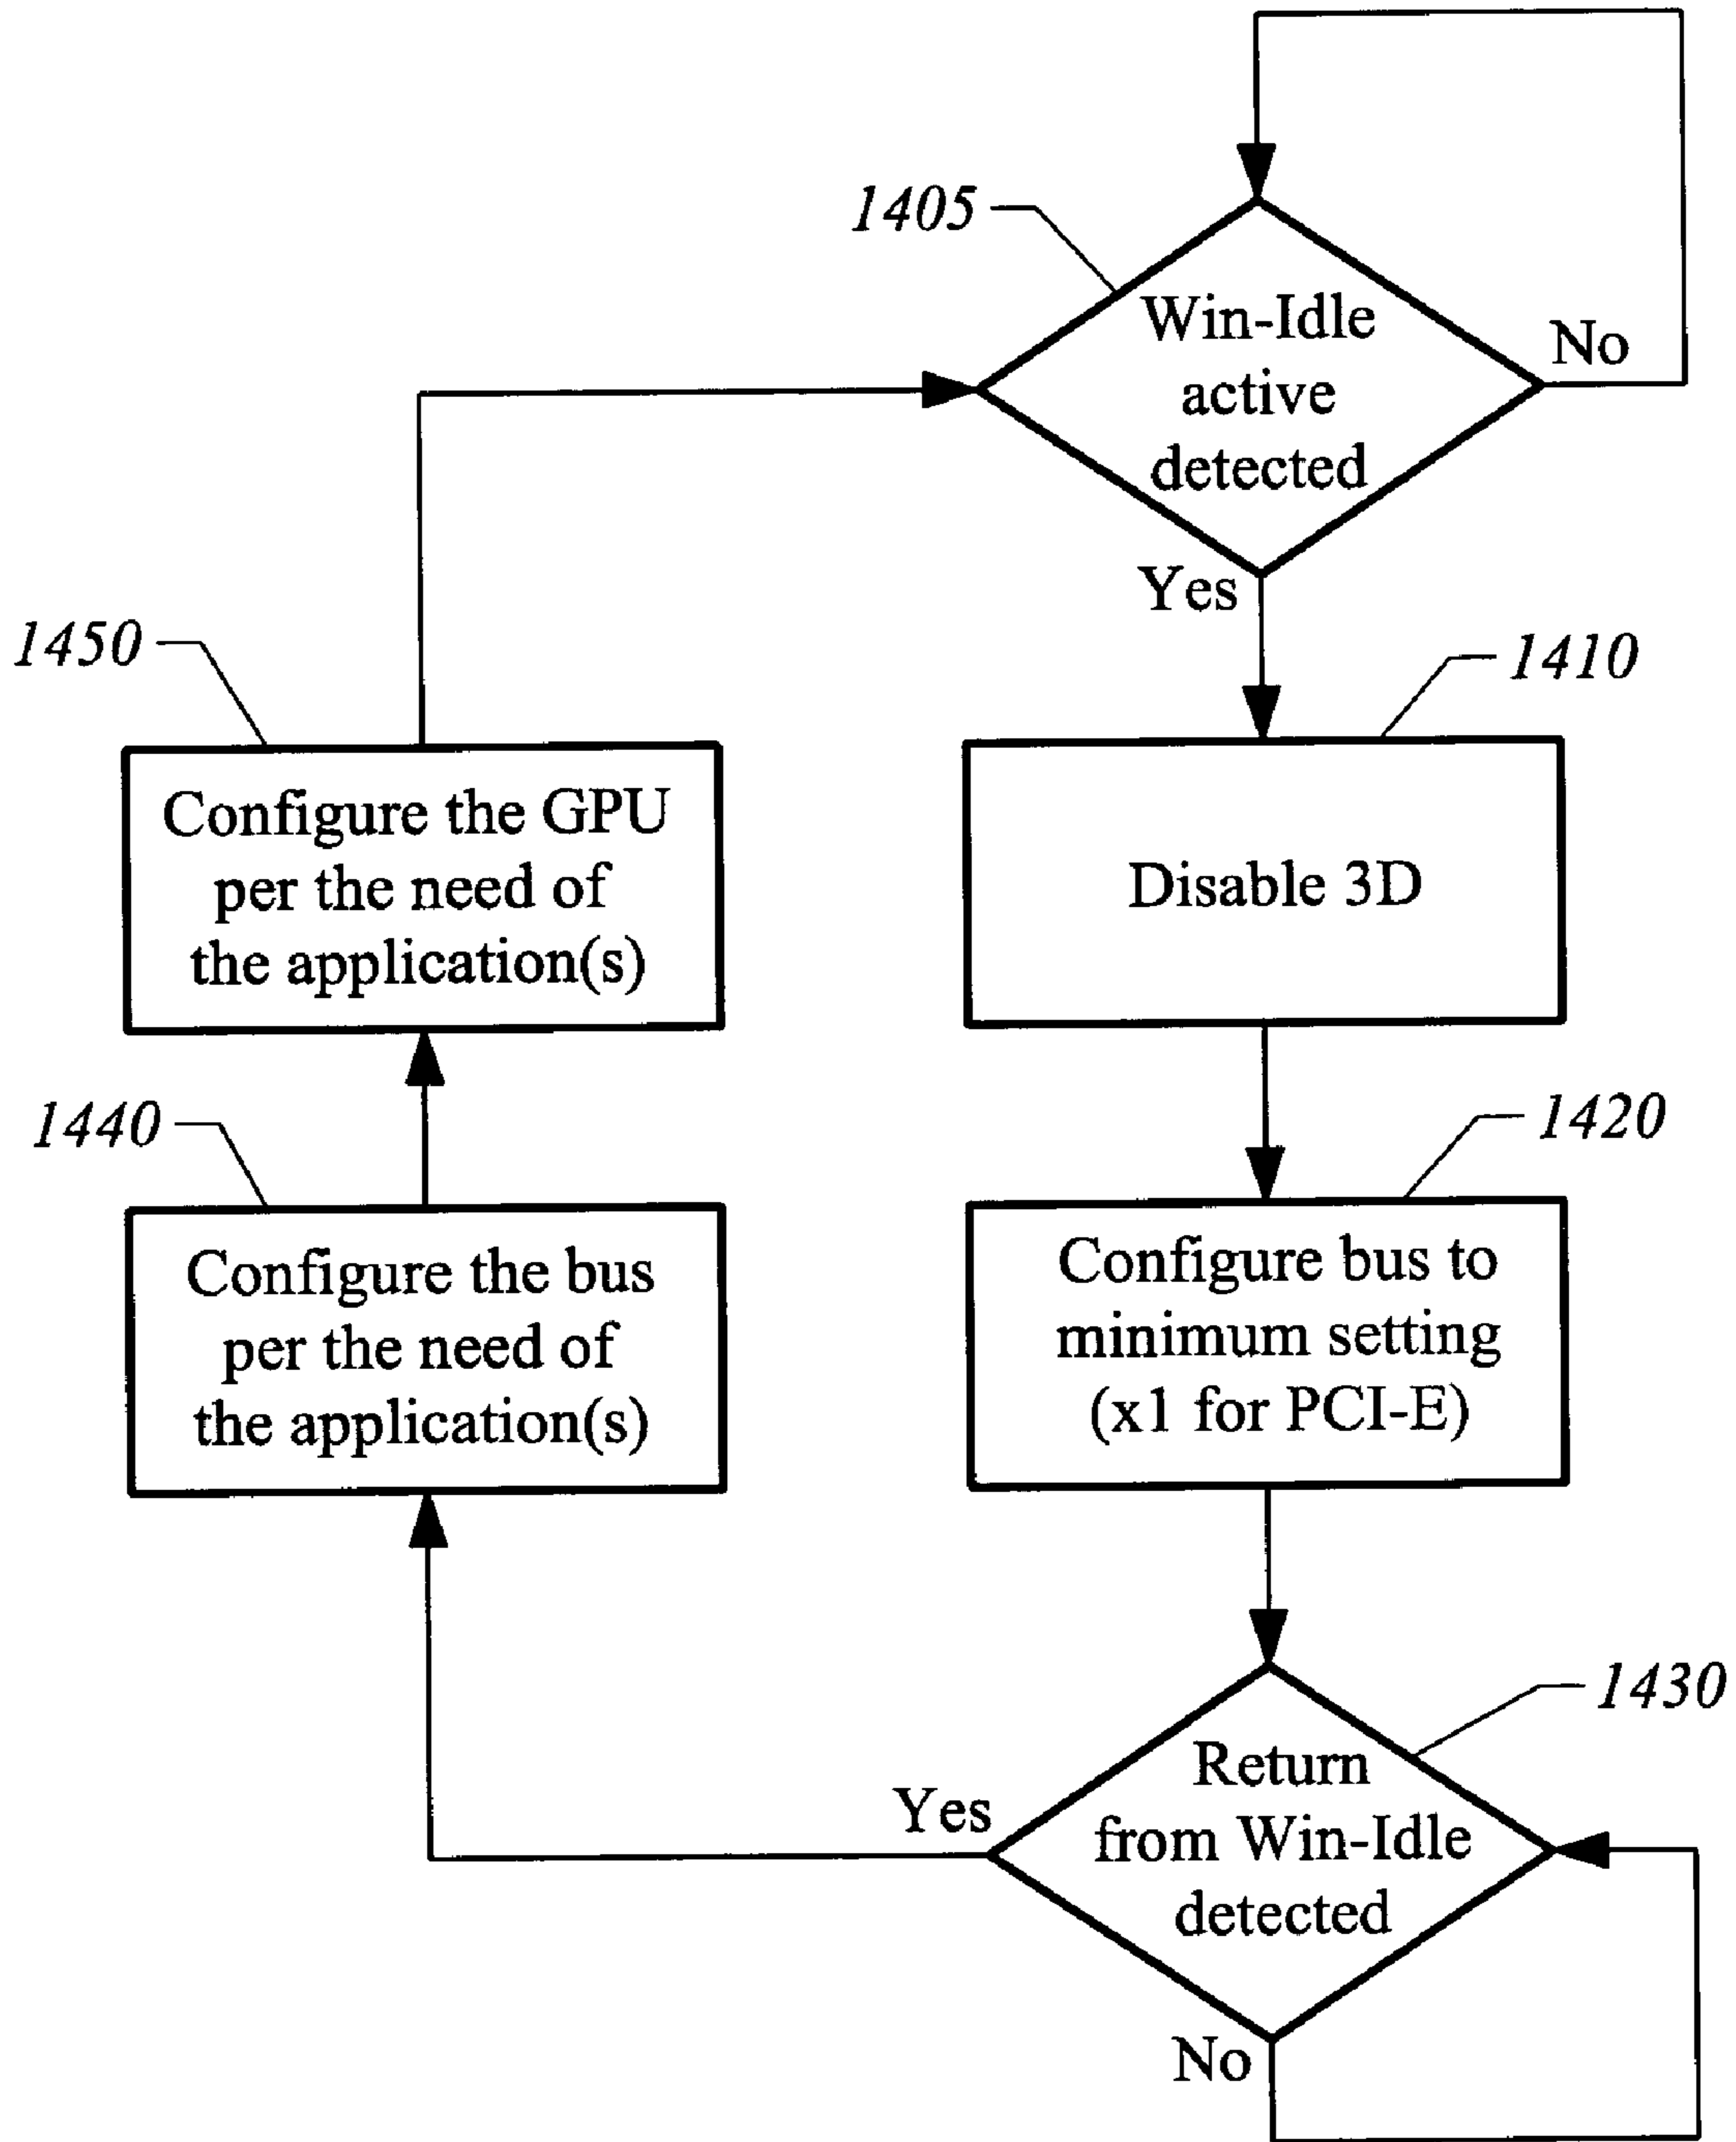 1405
Win-Idle
active
detected
No
Yes
1410
Disable 3D
1420
Configure bus to
minimum setting
(x1 for PCI-E)
1430
Return
from Win-Idle
detected
No
Yes
1440
Configure the bus
per the need of
the application(s)
1450
Configure the GPU
per the need of
the application(s)